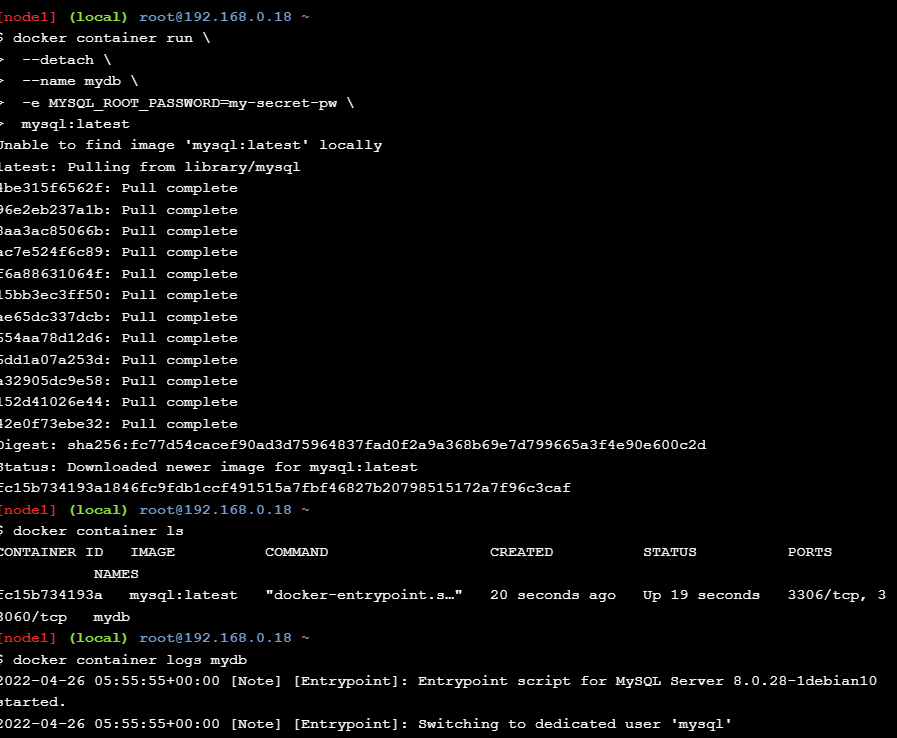 [node1] (local) root@192.168.0.18 ~
$ docker container run \
> --detach \
> --name mydb \
> -e MYSQL_ROOT_PASSWORD=my-secret-pw \
> mysql:latest
Unable to find image 'mysql:latest' locally
latest: Pulling from library/mysql
4be315f6562f: Pull complete
96e2eb237a1b: Pull complete
8aa3ac85066b: Pull complete
ac7e524f6c89: Pull complete
f6a88631064f: Pull complete
15bb3ec3ff50: Pull complete
ae65dc337dcb: Pull complete
654aa78d12d6: Pull complete
6dd1a07a253d: Pull complete
a32905dc9e58: Pull complete
152d41026e44: Pull complete
42e0f73ebe32: Pull complete
Digest: sha256:fc77d54cacef90ad3d75964837fad0f2a9a368b69e7d799665a3f4e90e600c2d
Status: Downloaded newer image for mysql:latest
fc15b734193a1846fc9fdb1ccf491515a7fbf46827b20798515172a7f96c3caf
[node1] (local) root@192.168.0.18 ~
$ docker container ls
CONTAINER ID IMAGE COMMAND CREATED STATUS PORTS
NAMES
fc15b734193a mysql:latest "docker-entrypoint.s…" 20 seconds ago Up 19 seconds 3306/tcp, 3
3060/tcp mydb
[node1] (local) root@192.168.0.18 ~
$ docker container logs mydb
2022-04-26 05:55:55+00:00 [Note] [Entrypoint]: Entrypoint script for MySQL Server 8.0.28-1debian10
started.
2022-04-26 05:55:55+00:00 [Note] [Entrypoint]: Switching to dedicated user 'mysql'